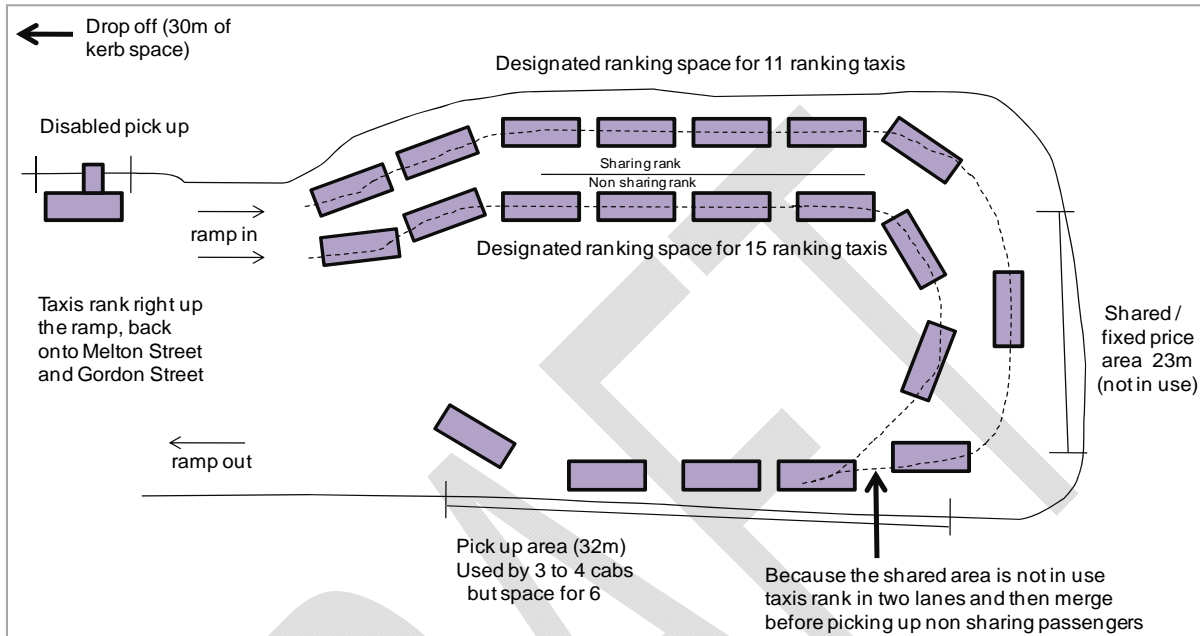 Drop off (30m of
kerb space)
Designated ranking space for 11 ranking taxis
Disabled pick up
Sharing rank
Non sharing rank
ramp in
Designated ranking space for 15 ranking taxis
Taxis rank right up
the ramp, back
onto Melton Street
and Gordon Street
Shared /
fixed price
area 23m
(not in use)
ramp out
Pick up area (32m)
Used by 3 to 4 cabs
but space for 6
Because the shared area is not in use
taxis rank in two lanes and then merge
before picking up non sharing passengers
DRAFT